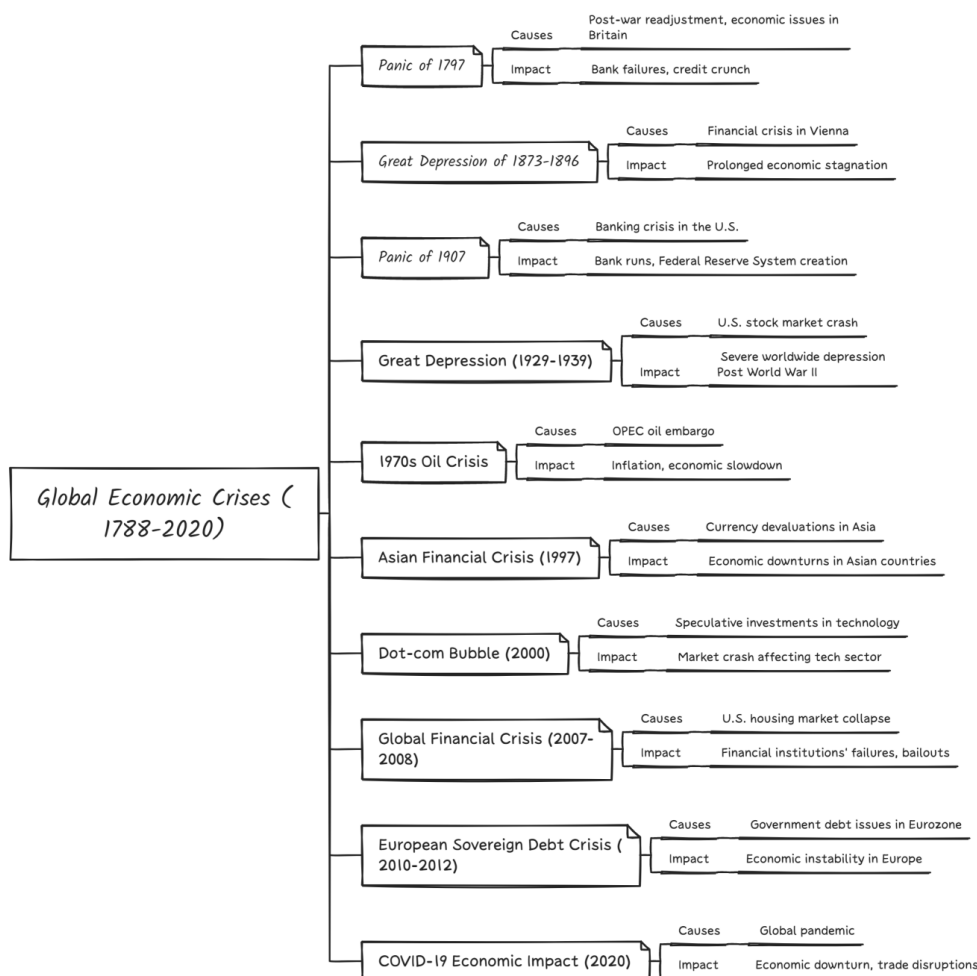 Global Economic Crises (
1788-2020)
Panic of 1797
Causes
Post-war readjustment, economic issues in
Britain
Impact
Bank failures, credit crunch
Great Depression of 1873-1896
Causes
Financial crisis in Vienna
Impact
Prolonged economic stagnation
Panic of 1907
Causes
Banking crisis in the U.S.
Impact
Bank runs, Federal Reserve System creation
Great Depression (1929-1939)
Causes
U.S. stock market crash
Impact
Severe worldwide depression
Post World War II
1970s Oil Crisis
Causes
OPEC oil embargo
Impact
Inflation, economic slowdown
Asian Financial Crisis (1997)
Causes
Currency devaluations in Asia
Impact
Economic downturns in Asian countries
Dot-com Bubble (2000)
Causes
Speculative investments in technology
Impact
Market crash affecting tech sector
Global Financial Crisis (2007-
2008)
Causes
U.S. housing market collapse
Impact
Financial institutions' failures, bailouts
European Sovereign Debt Crisis (
2010-2012)
Causes
Government debt issues in Eurozone
Impact
Economic instability in Europe
COVID-19 Economic Impact (2020)
Causes
Global pandemic
Impact
Economic downturn, trade disruptions